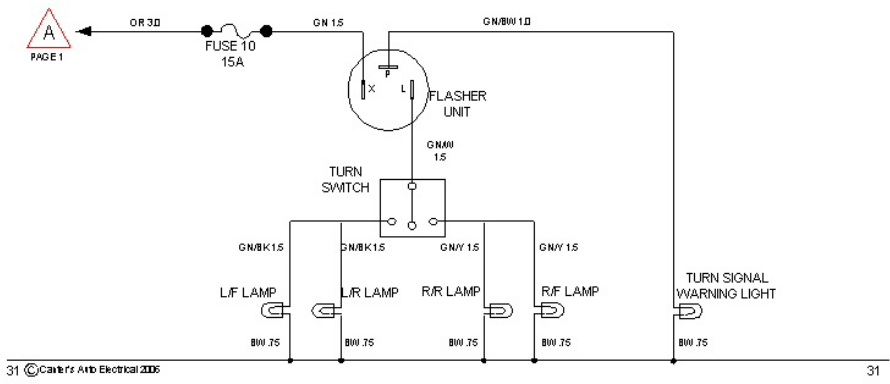 OR 3.0
GN 1.5
GN/BW 1.0
A
PAGE 1
FUSE 10
15A
P
X
L
FLASHER
UNIT
GN/W
1.5
TURN
SWITCH
GN/BK 1.5
GN/BK 1.5
GN/Y 1.5
GN/Y 1.5
L/F LAMP
L/R LAMP
R/R LAMP
R/F LAMP
TURN SIGNAL
WARNING LIGHT
BW .75
BW .75
BW .75
BW .75
BW .75
31 © Canter's Auto Electrical 2006
31